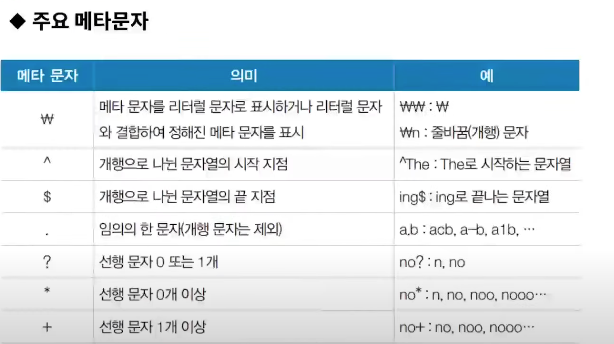 ◆ 주요 메타문자
메타 문자 의미 예
₩ 메타 문자를 리터럴 문자로 표시하거나 리터럴 문자 ₩₩ : ₩
와 결합하여 정해진 메타 문자를 표시 ₩n : 줄바꿈(개행) 문자
^ 개행으로 나뉜 문자열의 시작 지점 ^The : The로 시작하는 문자열
$ 개행으로 나뉜 문자열의 끝 지점 ing$ : ing로 끝나는 문자열
. 임의의 한 문자(개행 문자는 제외) a.b : acb, a-b, a1b, …
? 선행 문자 0 또는 1개 no? : n, no
* 선행 문자 0개 이상 no* : n, no, noo, nooo…
+ 선행 문자 1개 이상 no+ : no, noo, nooo…